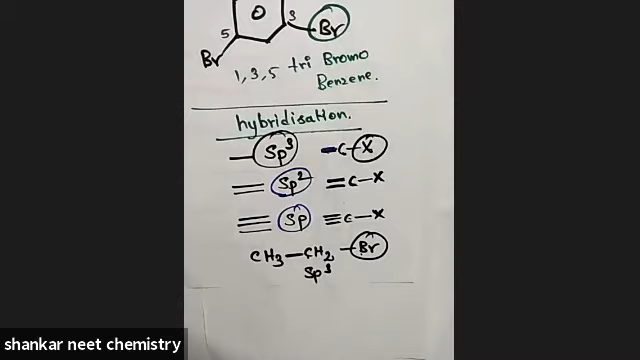 5 3 Br
Br
1,3,5 tri Bromo
Benzene.
hybridisation.
— Sp³ –C–X
= Sp² =C–X
≡ Sp ≡C–X
CH₃—CH₂—Br
Sp³
shankar neet chemistry